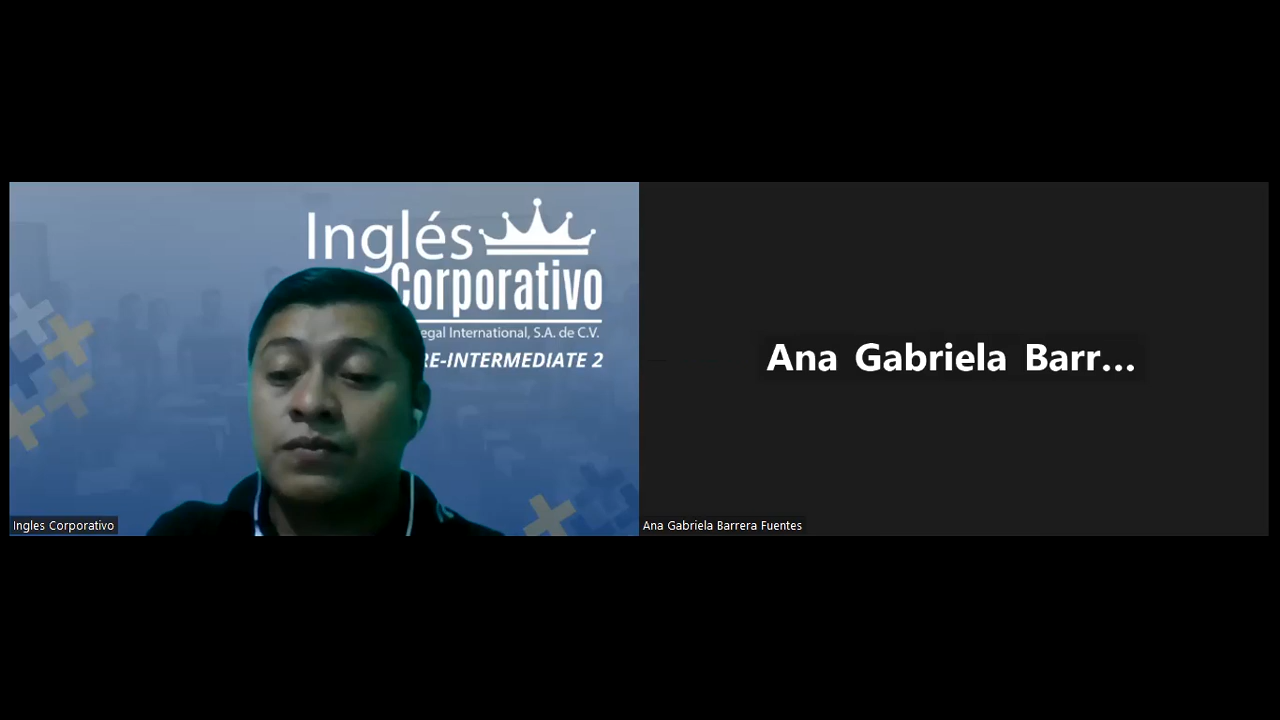 Inglés
Corporativo
egal International, S.A. de C.V.
RE-INTERMEDIATE 2
Ingles Corporativo
Ana Gabriela Barr...
Ana Gabriela Barrera Fuentes